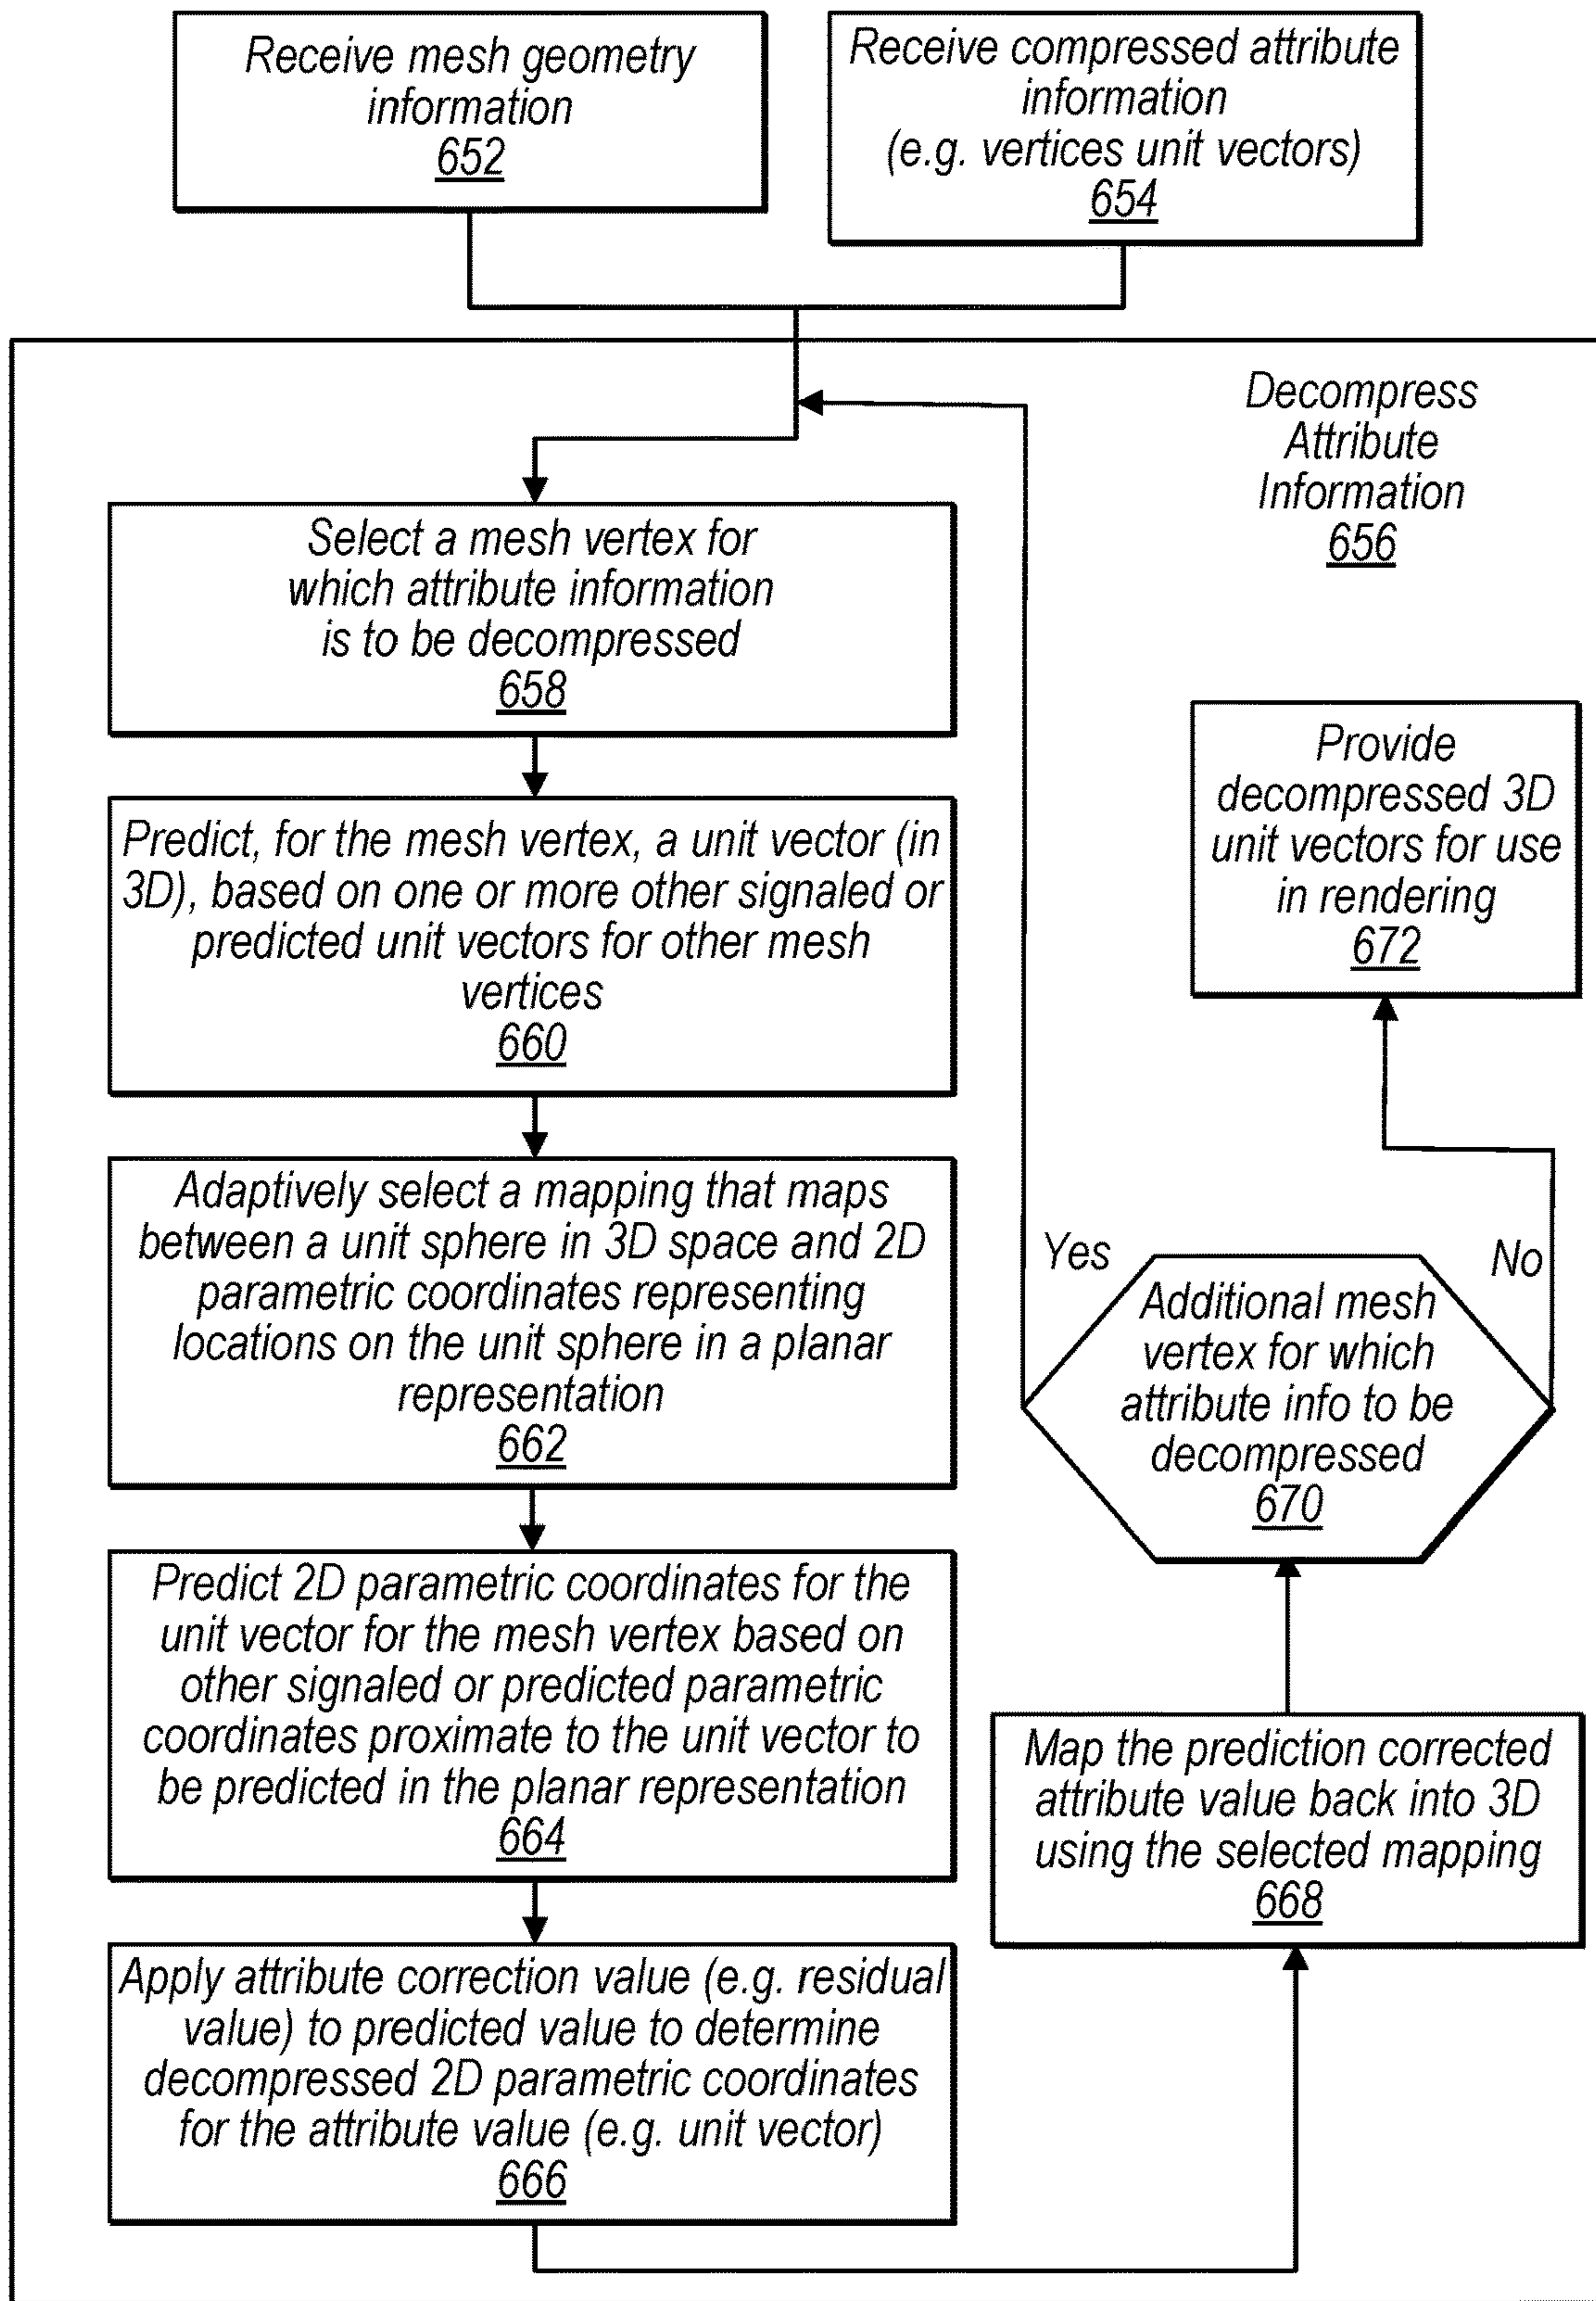 Receive mesh geometry
information
652
Receive compressed attribute
information
(e.g. vertices unit vectors)
654
Decompress
Attribute
Information
656
Select a mesh vertex for
which attribute information
is to be decompressed
658
Predict, for the mesh vertex, a unit vector (in
3D), based on one or more other signaled or
predicted unit vectors for other mesh
vertices
660
Adaptively select a mapping that maps
between a unit sphere in 3D space and 2D
parametric coordinates representing
locations on the unit sphere in a planar
representation
662
Predict 2D parametric coordinates for the
unit vector for the mesh vertex based on
other signaled or predicted parametric
coordinates proximate to the unit vector to
be predicted in the planar representation
664
Apply attribute correction value (e.g. residual
value) to predicted value to determine
decompressed 2D parametric coordinates
for the attribute value (e.g. unit vector)
666
Map the prediction corrected
attribute value back into 3D
using the selected mapping
668
Additional mesh
vertex for which
attribute info to be
decompressed
670
Yes
No
Provide
decompressed 3D
unit vectors for use
in rendering
672